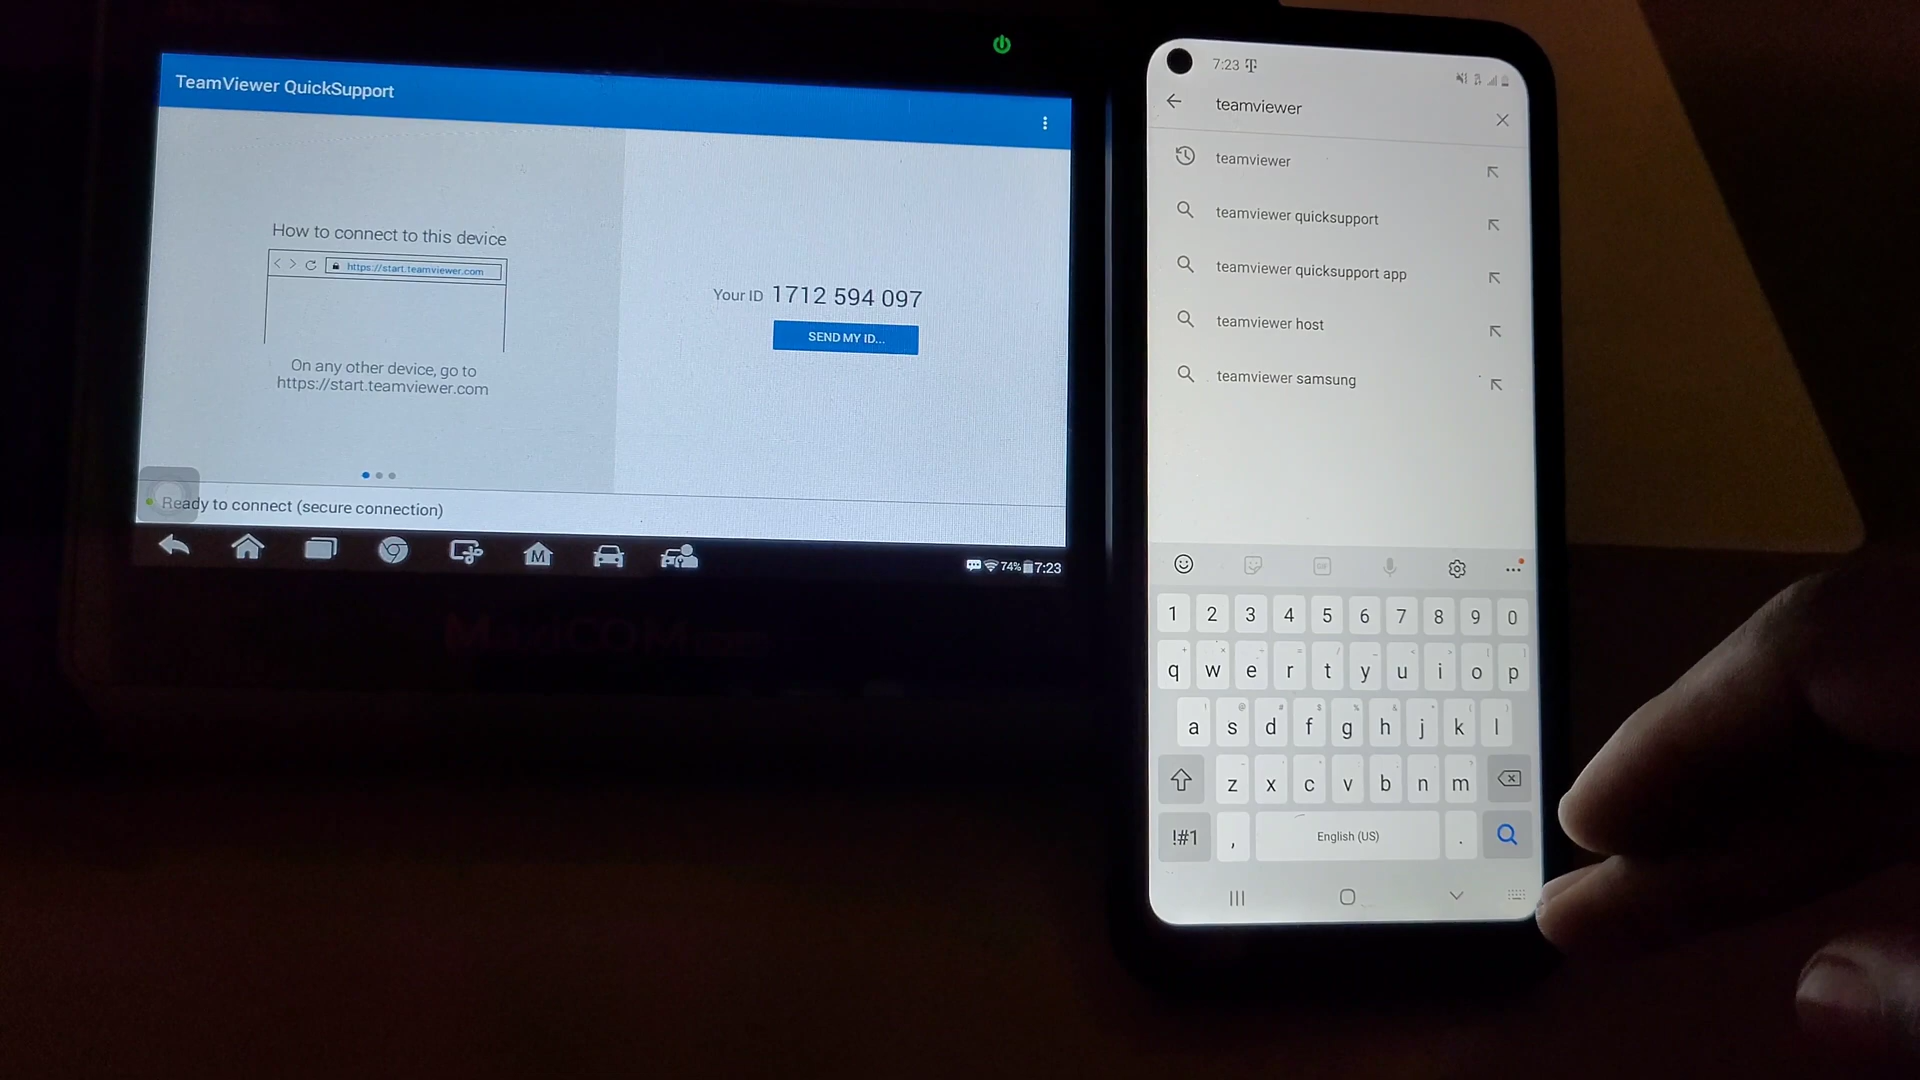 TeamViewer QuickSupport
How to connect to this device
https://start.teamviewer.com
On any other device, go to
https://start.teamviewer.com
Your ID 1712 594 097
SEND MY ID...
Ready to connect (secure connection)
M
74% 7:23
MaxiCOM
7:23
teamviewer
teamviewer
teamviewer quicksupport
teamviewer quicksupport app
teamviewer host
teamviewer samsung
GIF
1 2 3 4 5 6 7 8 9 0
q w e r t y u i o p
a s d f g h j k l
z x c v b n m
!#1 , English (US) .